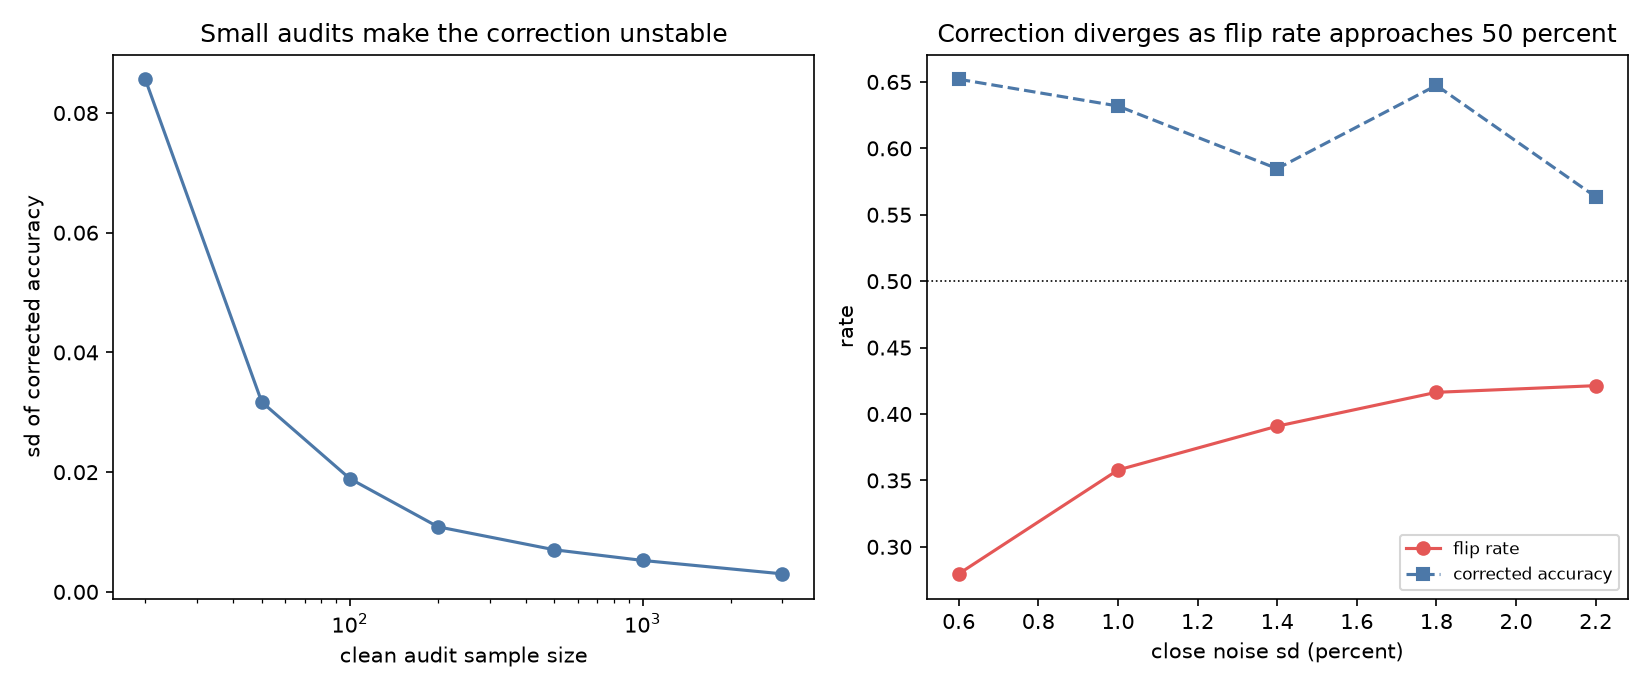 Small audits make the correction unstable
sd of corrected accuracy
0.08
0.06
0.04
0.02
0.00
10²
10³
clean audit sample size
Correction diverges as flip rate approaches 50 percent
rate
0.65
0.60
0.55
0.50
0.45
0.40
0.35
0.30
flip rate
corrected accuracy
0.6 0.8 1.0 1.2 1.4 1.6 1.8 2.0 2.2
close noise sd (percent)